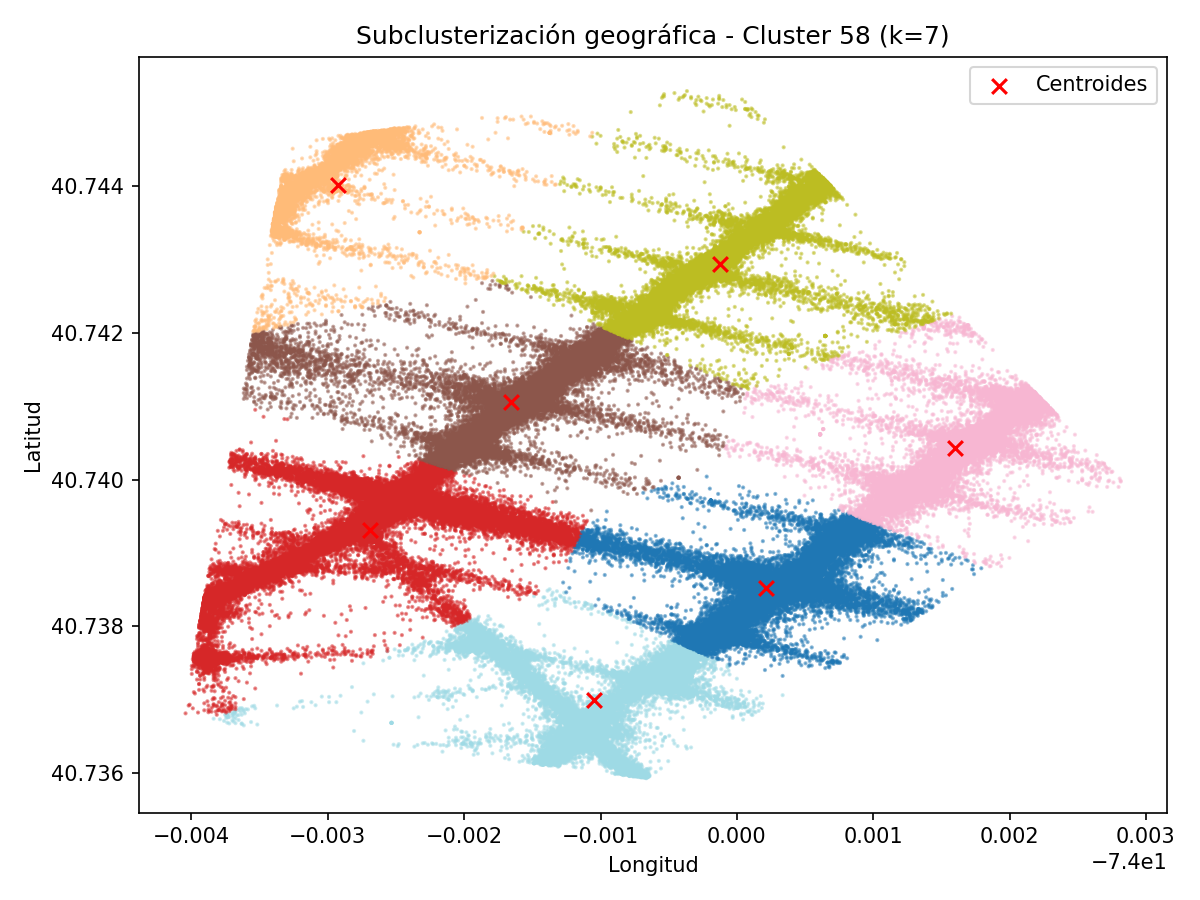 Subclusterización geográfica - Cluster 58 (k=7)
Centroides
Latitud
40.744
40.742
40.740
40.738
40.736
−0.004 −0.003 −0.002 −0.001 0.000 0.001 0.002 0.003
−7.4e1
Longitud